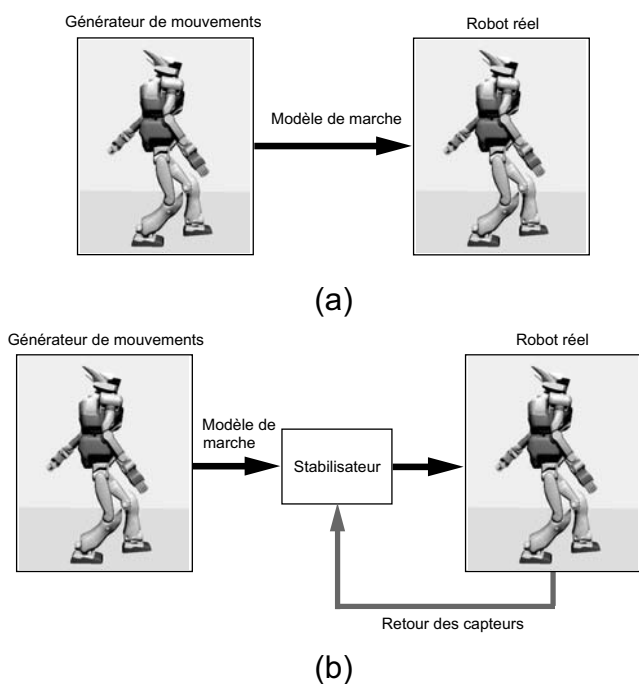 Générateur de mouvements
Robot réel
Modèle de marche
(a)
Générateur de mouvements
Robot réel
Modèle de
marche
Stabilisateur
Retour des capteurs
(b)